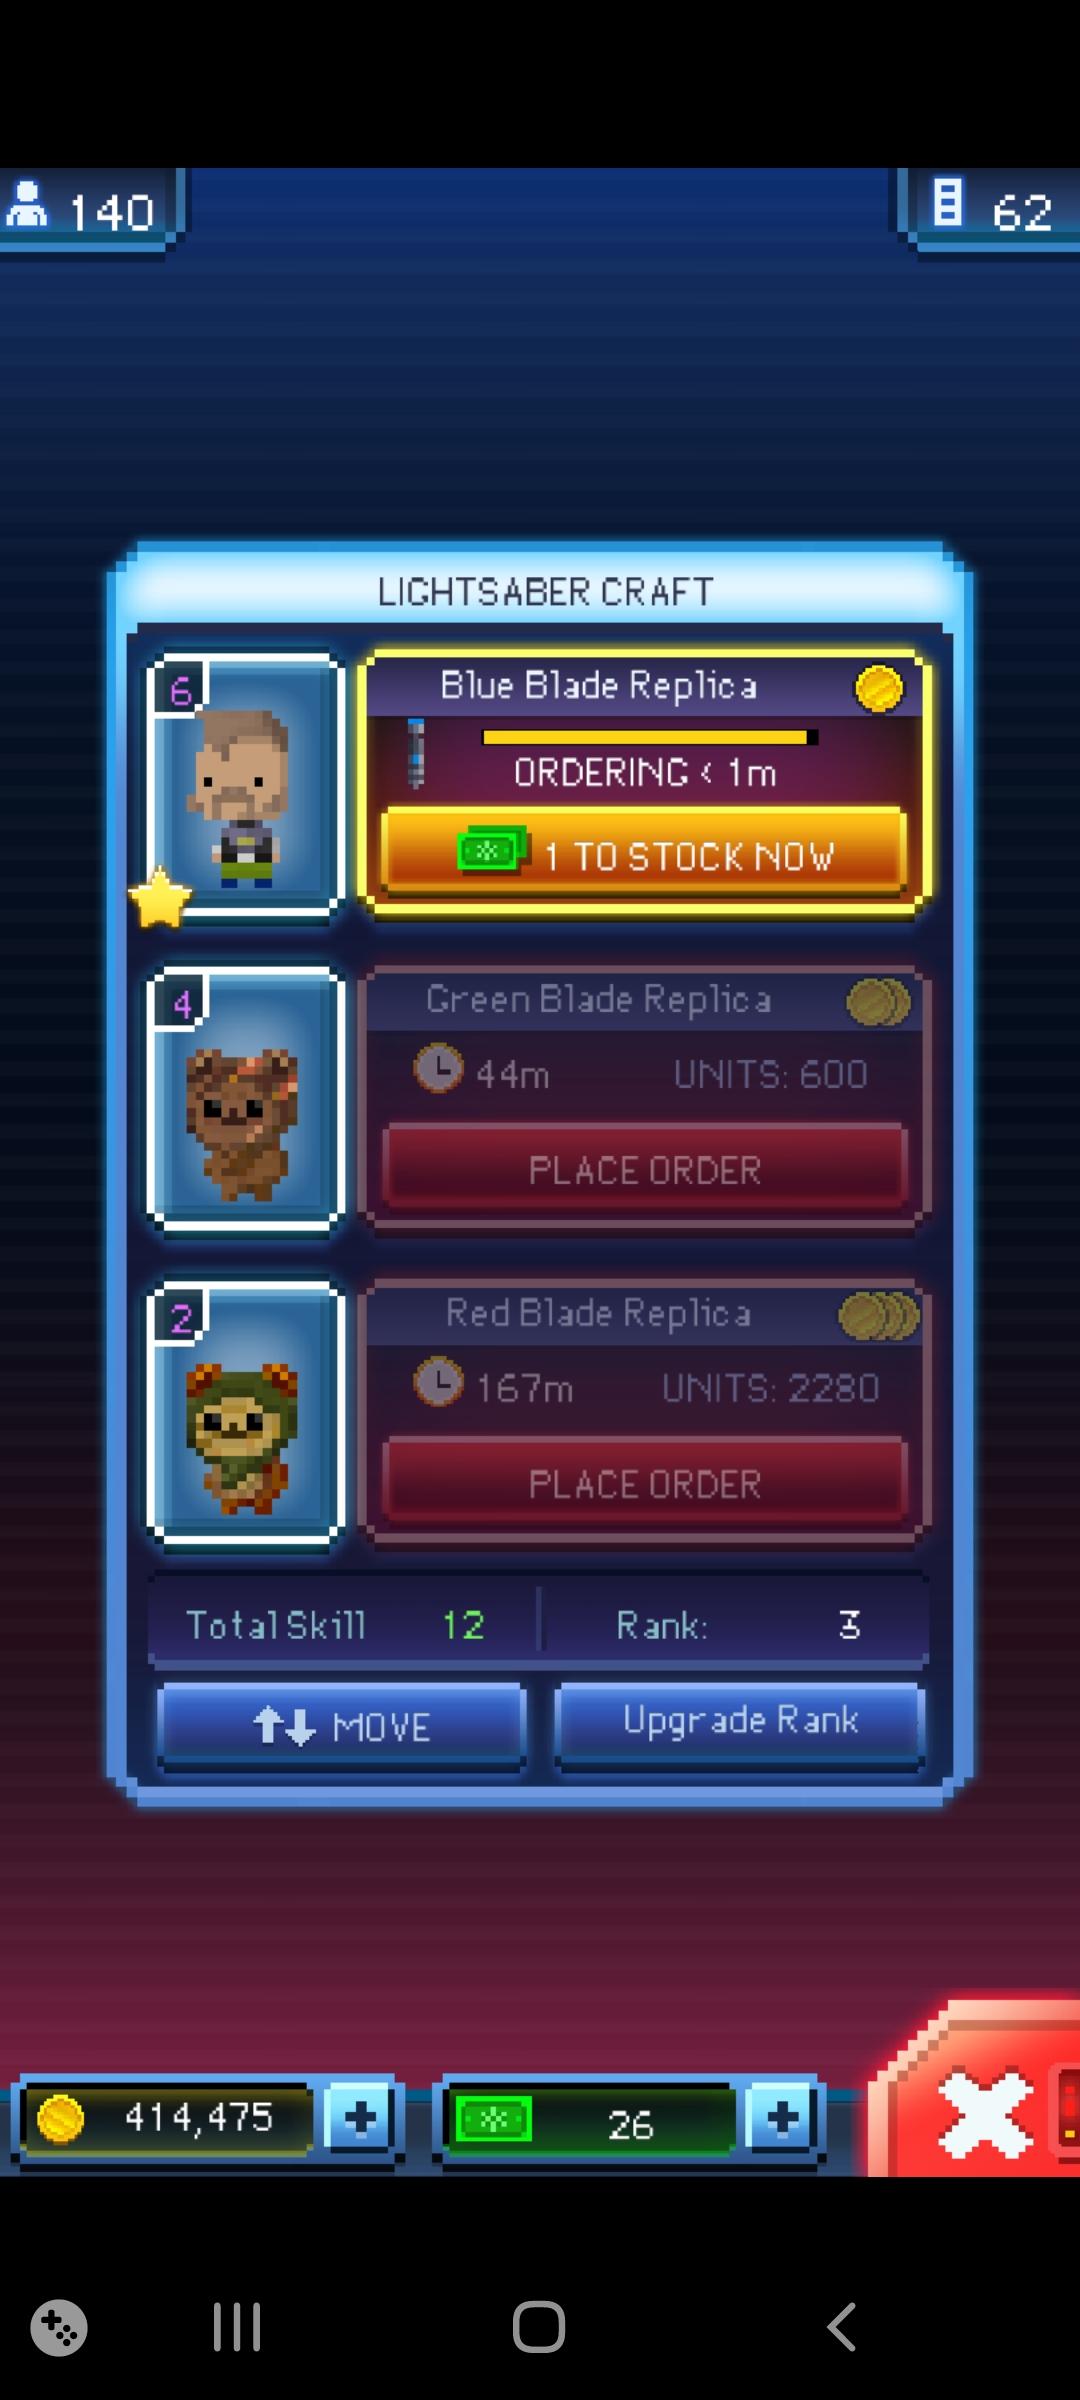 140
62
LIGHTSABER CRAFT
6
Blue Blade Replica
ORDERING < 1m
1 TO STOCK NOW
4
Green Blade Replica
44m UNITS: 600
PLACE ORDER
2
Red Blade Replica
167m UNITS: 2280
PLACE ORDER
Total Skill 12 Rank: 3
MOVE
Upgrade Rank
414,475
26